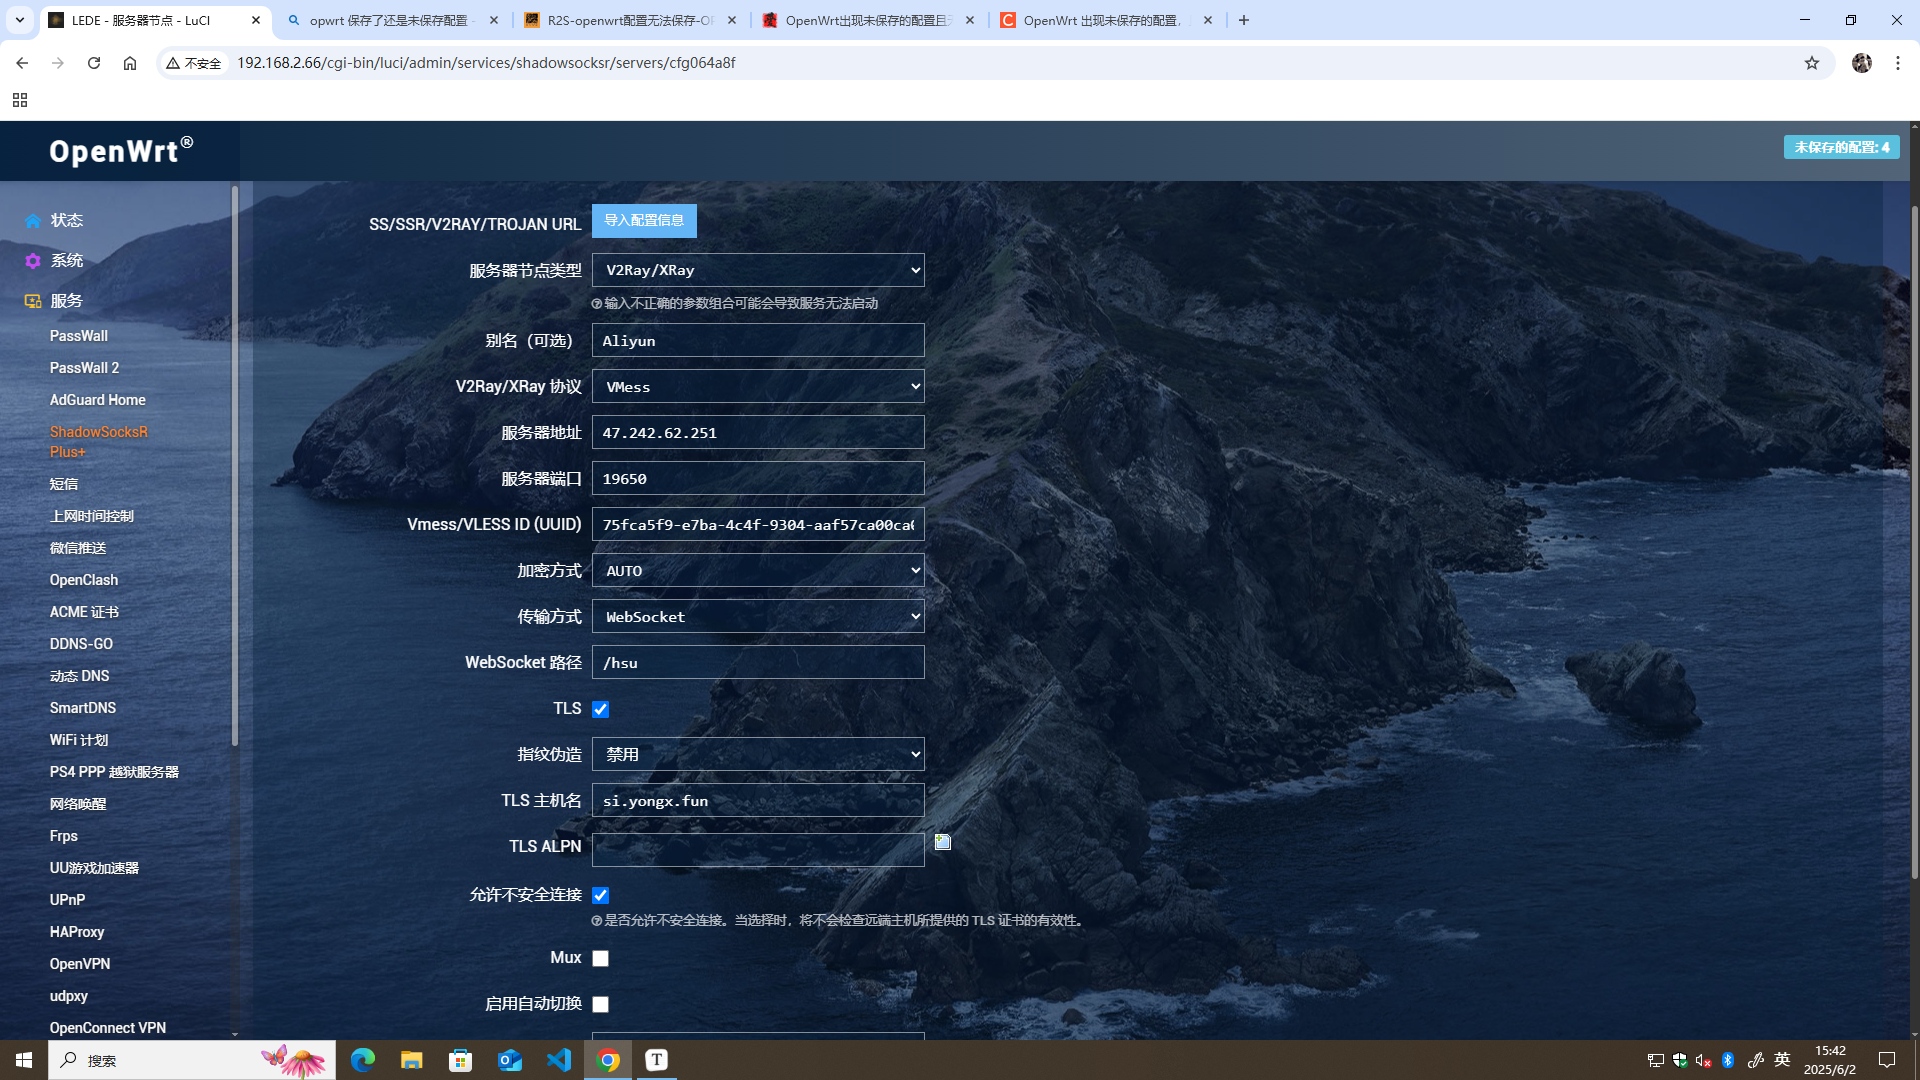 LEDE - 服务器节点 - LuCI
opwrt 保存了还是未保存配置 -
R2S-openwrt配置无法保存-OP
OpenWrt出现未保存的配置且无
OpenWrt 出现未保存的配置，
不安全
192.168.2.66/cgi-bin/luci/admin/services/shadowsocksr/servers/cfg064a8f
OpenWrt®
未保存的配置: 4
状态
系统
服务
PassWall
PassWall 2
AdGuard Home
ShadowSocksR
Plus+
短信
上网时间控制
微信推送
OpenClash
ACME 证书
DDNS-GO
动态 DNS
SmartDNS
WiFi 计划
PS4 PPP 越狱服务器
网络唤醒
Frps
UU游戏加速器
UPnP
HAProxy
OpenVPN
udpxy
OpenConnect VPN
SS/SSR/V2RAY/TROJAN URL
导入配置信息
服务器节点类型
V2Ray/XRay
输入不正确的参数组合可能会导致服务无法启动
别名（可选）
Aliyun
V2Ray/XRay 协议
VMess
服务器地址
47.242.62.251
服务器端口
19650
Vmess/VLESS ID (UUID)
75fca5f9-e7ba-4c4f-9304-aaf57ca00ca
加密方式
AUTO
传输方式
WebSocket
WebSocket 路径
/hsu
TLS
指纹伪造
禁用
TLS 主机名
si.yongx.fun
TLS ALPN
允许不安全连接
是否允许不安全连接。当选择时，将不会检查远端主机所提供的 TLS 证书的有效性。
Mux
启用自动切换
搜索
英
15:42
2025/6/2